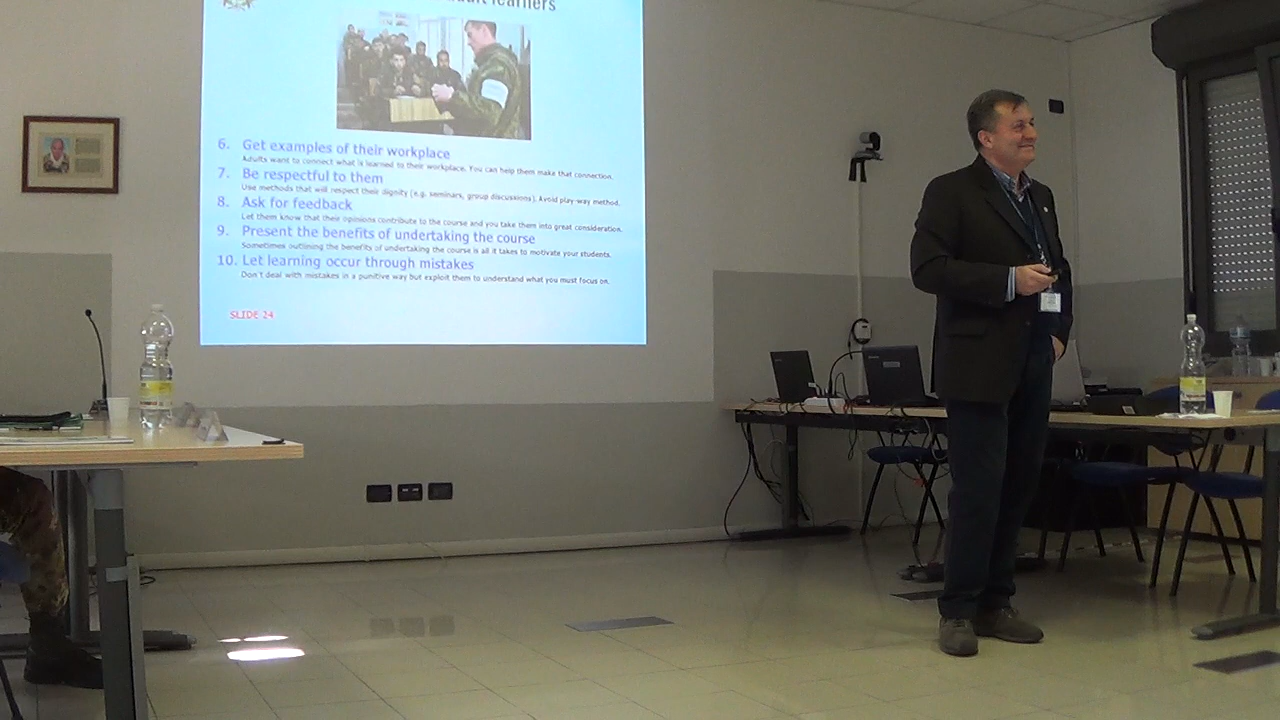 adult learners
6. Get examples of their workplace
Adults want to connect what is learned to their workplace. You can help them make that connection.
7. Be respectful to them
Use methods that will respect their dignity (e.g. seminars, group discussions). Avoid play-way method.
8. Ask for feedback
Let them know that their opinions contribute to the course and you take them into great consideration.
9. Present the benefits of undertaking the course
Sometimes outlining the benefits of undertaking the course is all it takes to motivate your students.
10. Let learning occur through mistakes
Don't deal with mistakes in a punitive way but exploit them to understand what you must focus on.
SLIDE 24